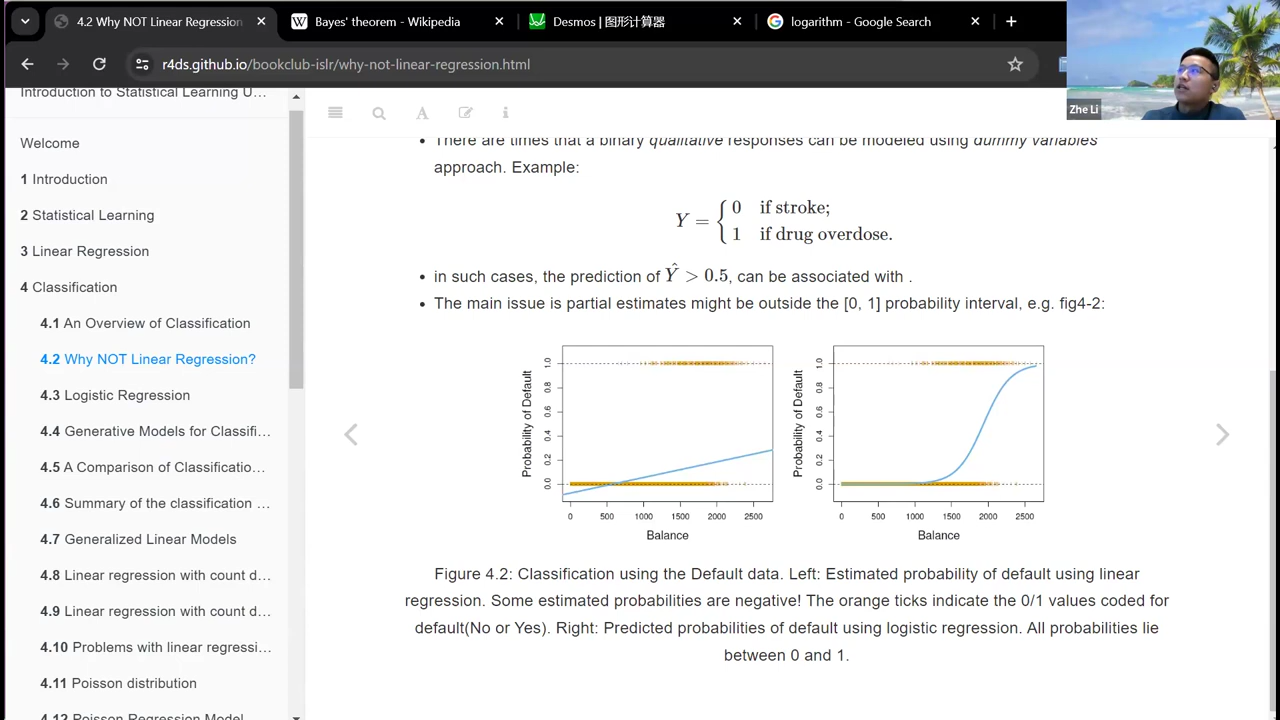 4.2 Why NOT Linear Regression
Bayes' theorem - Wikipedia
Desmos | 图形计算器
logarithm - Google Search
r4ds.github.io/bookclub-islr/why-not-linear-regression.html
Zhe Li
Introduction to Statistical Learning U...
Welcome
1 Introduction
2 Statistical Learning
3 Linear Regression
4 Classification
4.1 An Overview of Classification
4.2 Why NOT Linear Regression?
4.3 Logistic Regression
4.4 Generative Models for Classifi...
4.5 A Comparison of Classificatio...
4.6 Summary of the classification ...
4.7 Generalized Linear Models
4.8 Linear regression with count d...
4.9 Linear regression with count d...
4.10 Problems with linear regressi...
4.11 Poisson distribution
4.12 Poisson Regression Model
• There are times that a binary qualitative responses can be modeled using dummy variables
approach. Example:
Y = { 0 if stroke;
1 if drug overdose.
• in such cases, the prediction of Ŷ > 0.5, can be associated with .
• The main issue is partial estimates might be outside the [0, 1] probability interval, e.g. fig4-2:
Probability of Default
1.0
0.8
0.6
0.4
0.2
0.0
0 500 1000 1500 2000 2500
Balance
Probability of Default
1.0
0.8
0.6
0.4
0.2
0.0
0 500 1000 1500 2000 2500
Balance
Figure 4.2: Classification using the Default data. Left: Estimated probability of default using linear
regression. Some estimated probabilities are negative! The orange ticks indicate the 0/1 values coded for
default(No or Yes). Right: Predicted probabilities of default using logistic regression. All probabilities lie
between 0 and 1.